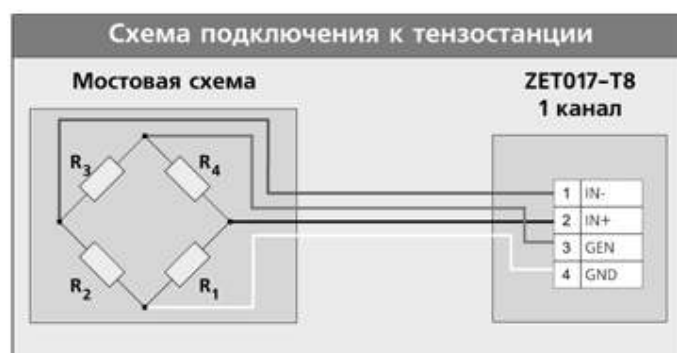 Схема подключения к тензостанции
Мостовая схема
ZET017-T8
1 канал
R3
R4
R2
R1
1 IN-
2 IN+
3 GEN
4 GND